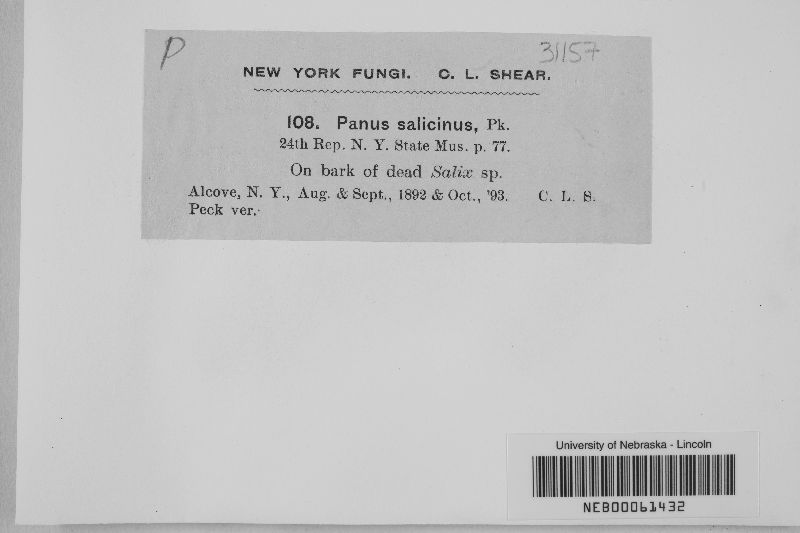 P
31157
NEW YORK FUNGI. C. L. SHEAR.
108. Panus salicinus, Pk.
24th Rep. N. Y. State Mus. p. 77.
On bark of dead Salix sp.
Alcove, N. Y., Aug. & Sept., 1892 & Oct., '93. C. L. S.
Peck ver.
University of Nebraska - Lincoln
NEB00061432